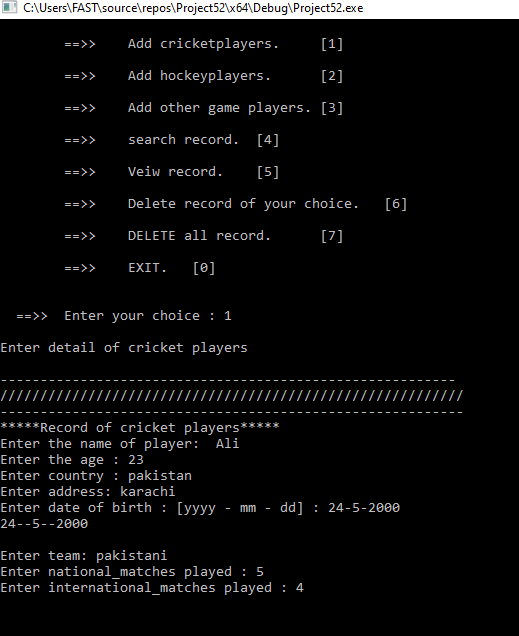 C:\Users\FAST\source\repos\Project52\x64\Debug\Project52.exe
==>> Add cricketplayers. [1]
==>> Add hockeyplayers. [2]
==>> Add other game players. [3]
==>> search record. [4]
==>> Veiw record. [5]
==>> Delete record of your choice. [6]
==>> DELETE all record. [7]
==>> EXIT. [0]
==>> Enter your choice : 1
Enter detail of cricket players
---------------------------------------------------------
//////////////////////////////////////////////////////////
----------------------------------------------------------
*****Record of cricket players*****
Enter the name of player:  Ali
Enter the age : 23
Enter country : pakistan
Enter address: karachi
Enter date of birth : [yyyy - mm - dd] : 24-5-2000
24--5--2000
Enter team: pakistani
Enter national_matches played : 5
Enter international_matches played : 4